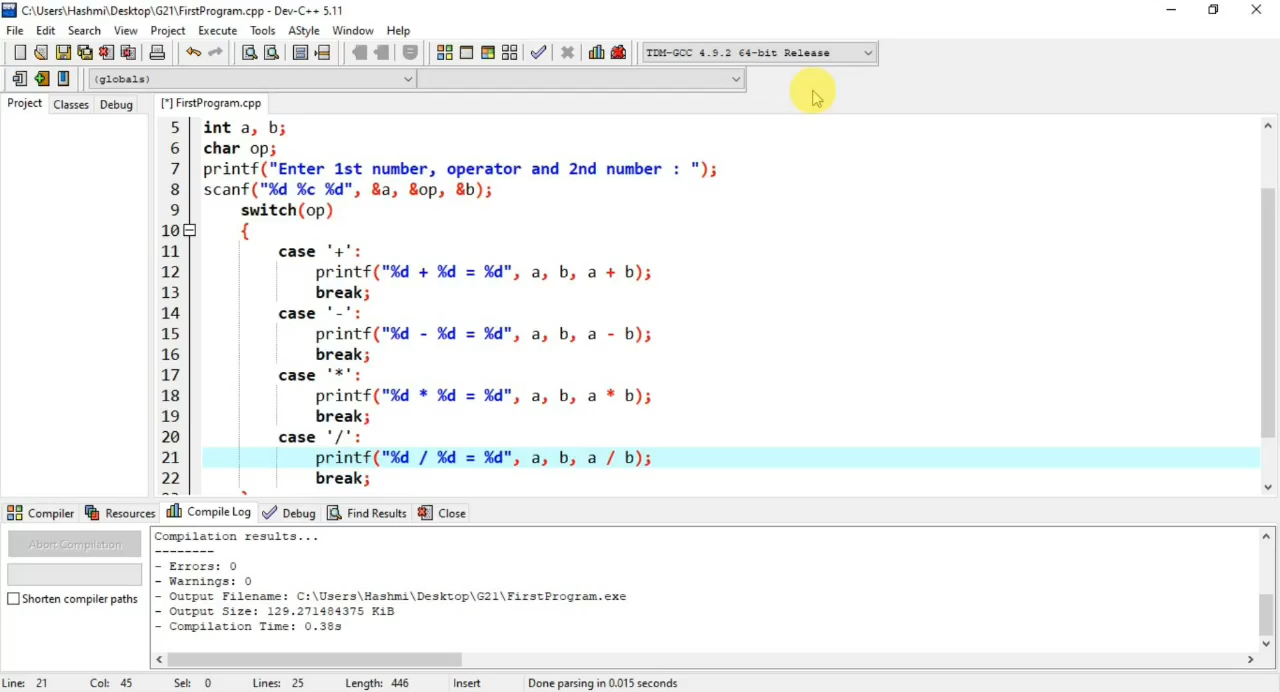 C:\Users\Hashmi\Desktop\G21\FirstProgram.cpp - Dev-C++ 5.11
File Edit Search View Project Execute Tools AStyle Window Help
TDM-GCC 4.9.2 64-bit Release
(globals)
Project Classes Debug [*] FirstProgram.cpp
5 int a, b;
6 char op;
7 printf("Enter 1st number, operator and 2nd number : ");
8 scanf("%d %c %d", &a, &op, &b);
9 switch(op)
10 {
11 case '+':
12 printf("%d + %d = %d", a, b, a + b);
13 break;
14 case '-':
15 printf("%d - %d = %d", a, b, a - b);
16 break;
17 case '*':
18 printf("%d * %d = %d", a, b, a * b);
19 break;
20 case '/':
21 printf("%d / %d = %d", a, b, a / b);
22 break;
Compiler Resources Compile Log Debug Find Results Close
Abort Compilation
Shorten compiler paths
Compilation results...
--------
- Errors: 0
- Warnings: 0
- Output Filename: C:\Users\Hashmi\Desktop\G21\FirstProgram.exe
- Output Size: 129.271484375 KiB
- Compilation Time: 0.38s
Line: 21 Col: 45 Sel: 0 Lines: 25 Length: 446 Insert Done parsing in 0.015 seconds